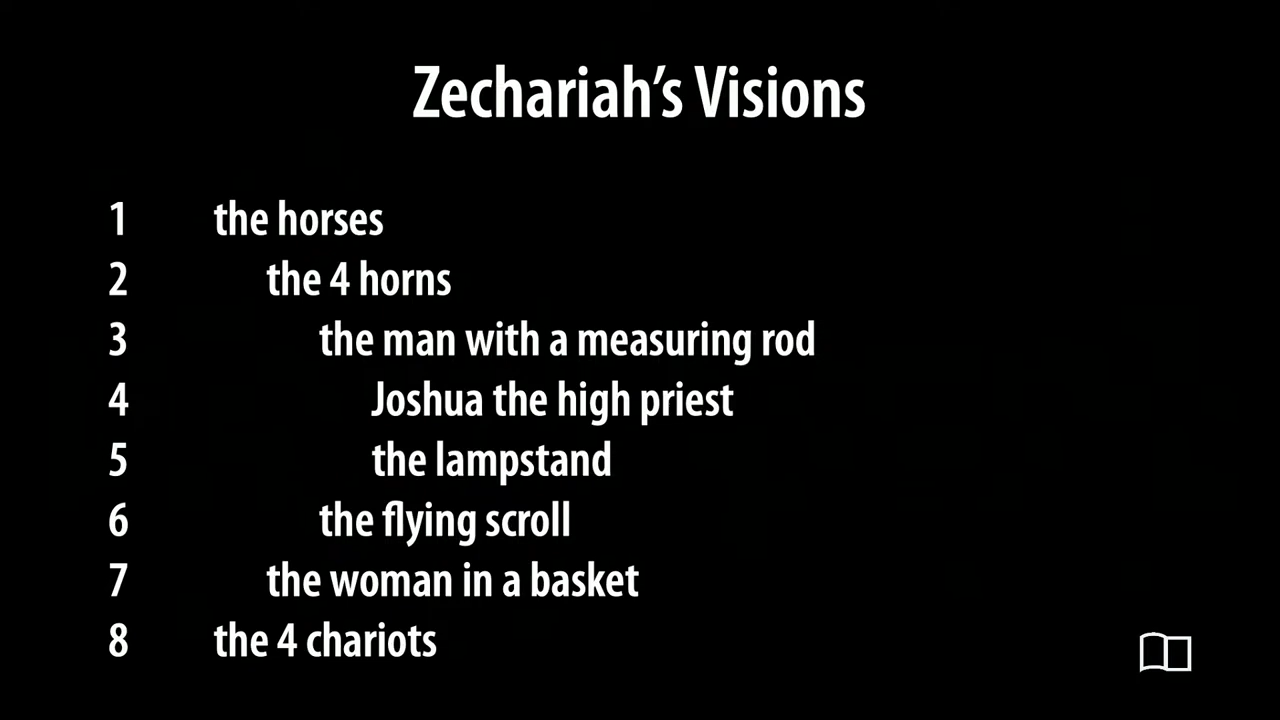 Zechariah’s Visions
1 the horses
2 the 4 horns
3 the man with a measuring rod
4 Joshua the high priest
5 the lampstand
6 the flying scroll
7 the woman in a basket
8 the 4 chariots